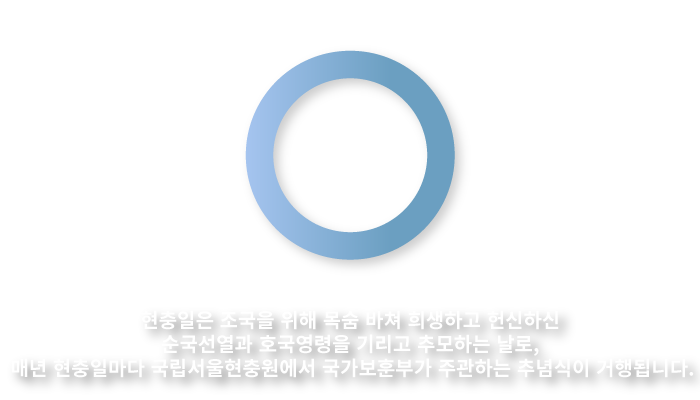 현충일은 조국을 위해 목숨 바쳐 희생하고 헌신하신
순국선열과 호국영령을 기리고 추모하는 날로,
매년 현충일마다 국립서울현충원에서 국가보훈부가 주관하는 추념식이 거행됩니다.